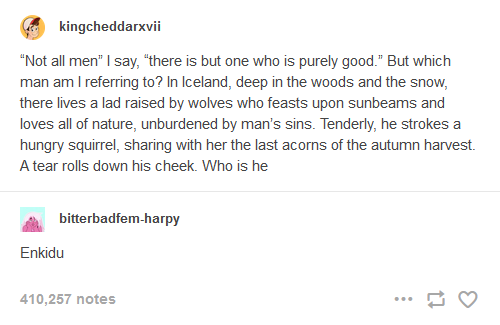 kingcheddarxvii
“Not all men” I say, “there is but one who is purely good.” But which
man am I referring to? In Iceland, deep in the woods and the snow,
there lives a lad raised by wolves who feasts upon sunbeams and
loves all of nature, unburdened by man’s sins. Tenderly, he strokes a
hungry squirrel, sharing with her the last acorns of the autumn harvest.
A tear rolls down his cheek. Who is he
bitterbadfem-harpy
Enkidu
410,257 notes